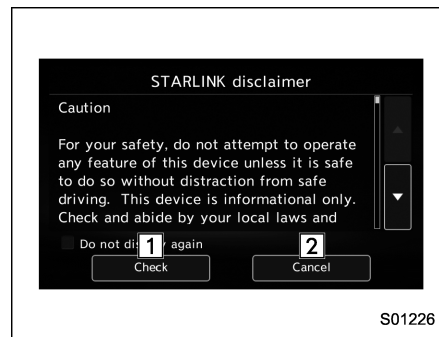 STARLINK disclaimer
Caution
For your safety, do not attempt to operate
any feature of this device unless it is safe
to do so without distraction from safe
driving. This device is informational only.
Check and abide by your local laws and
Do not dis y again
1
2
Check
Cancel
S01226